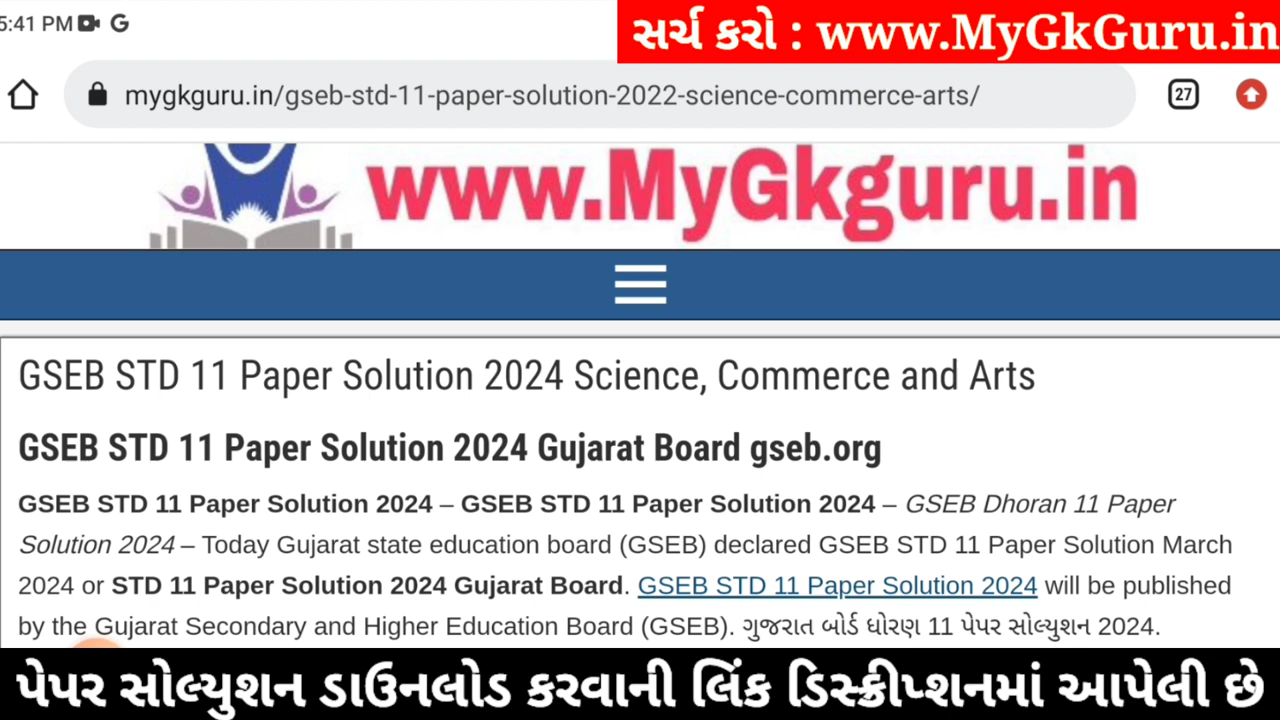 5:41 PM
સર્ચ કરો : www.MyGkGuru.in
mygkguru.in/gseb-std-11-paper-solution-2022-science-commerce-arts/
27
www.MyGkguru.in
GSEB STD 11 Paper Solution 2024 Science, Commerce and Arts
GSEB STD 11 Paper Solution 2024 Gujarat Board gseb.org
GSEB STD 11 Paper Solution 2024 – GSEB STD 11 Paper Solution 2024 – GSEB Dhoran 11 Paper
Solution 2024 – Today Gujarat state education board (GSEB) declared GSEB STD 11 Paper Solution March
2024 or STD 11 Paper Solution 2024 Gujarat Board. GSEB STD 11 Paper Solution 2024 will be published
by the Gujarat Secondary and Higher Education Board (GSEB). ગુજરાત બોર્ડ ધોરણ 11 પેપર સોલ્યુશન 2024.
પેપર સોલ્યુશન ડાઉનલોડ કરવાની લિંક ડિસ્ક્રીપ્શનમાં આપેલી છે